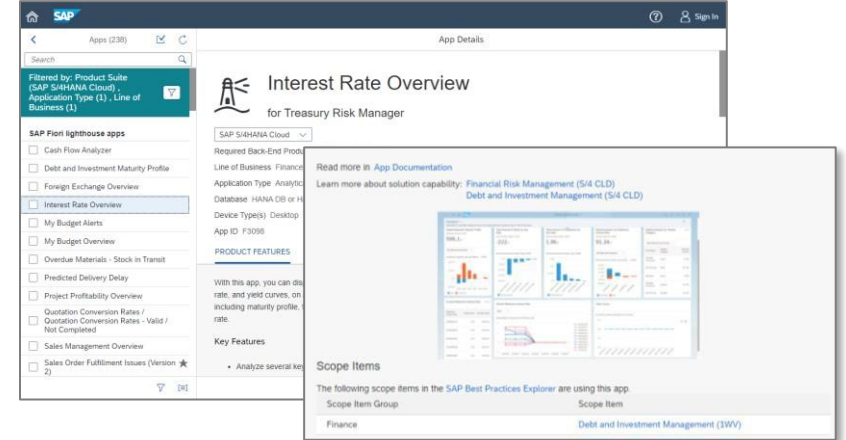 SAP
Sign In
Apps (238)
App Details
Search
Filtered by: Product Suite
(SAP S/4HANA Cloud) ,
Application Type (1) , Line of
Business (1)
SAP Fiori lighthouse apps
Cash Flow Analyzer
Debt and Investment Maturity Profile
Foreign Exchange Overview
Interest Rate Overview
My Budget Alerts
My Budget Overview
Overdue Materials - Stock in Transit
Predicted Delivery Delay
Project Profitability Overview
Quotation Conversion Rates /
Quotation Conversion Rates - Valid /
Not Completed
Sales Management Overview
Sales Order Fulfillment Issues (Version
2)
Interest Rate Overview
for Treasury Risk Manager
SAP S/4HANA Cloud
Required Back-End Produ
Line of Business Finance
Application Type Analytic
Database HANA DB or H
Device Type(s) Desktop
App ID F3098
PRODUCT FEATURES
With this app, you can dis
rate, and yield curves, on
including maturity profile,
rate.
Key Features
• Analyze several key
Read more in App Documentation
Learn more about solution capability: Financial Risk Management (S/4 CLD)
Debt and Investment Management (S/4 CLD)
Scope Items
The following scope items in the SAP Best Practices Explorer are using this app.
Scope Item Group Scope Item
Finance Debt and Investment Management (1WV)